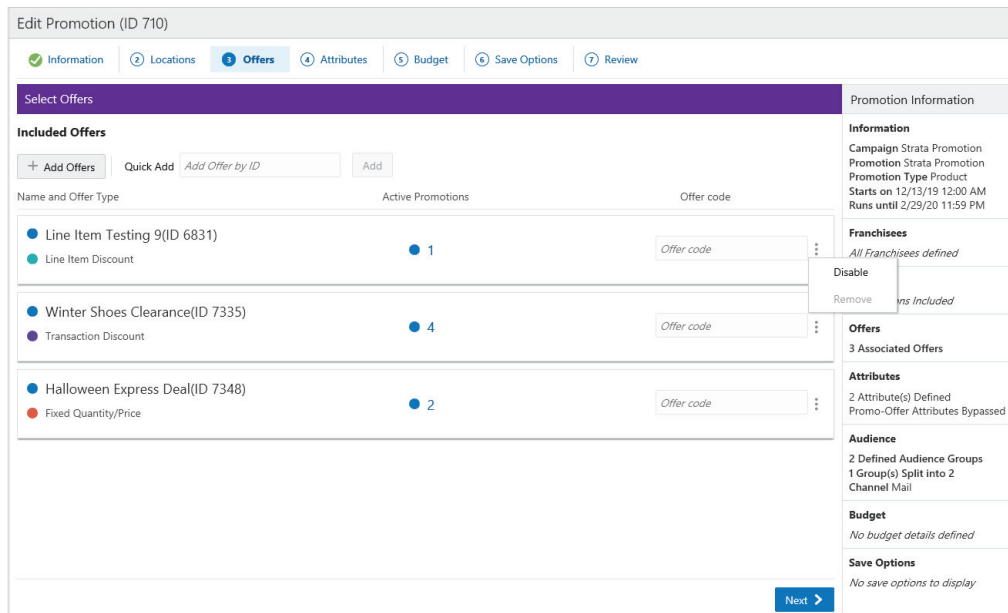 Edit Promotion (ID 710)
Information
2 Locations
3 Offers
4 Attributes
5 Budget
6 Save Options
7 Review
Select Offers
Included Offers
+ Add Offers
Quick Add
Add Offer by ID
Add
Name and Offer Type
Active Promotions
Offer code
Line Item Testing 9(ID 6831)
Line Item Discount
1
Offer code
Disable
Remove
Winter Shoes Clearance(ID 7335)
Transaction Discount
4
Offer code
Halloween Express Deal(ID 7348)
Fixed Quantity/Price
2
Offer code
Next
Promotion Information
Information
Campaign Strata Promotion
Promotion Strata Promotion
Promotion Type Product
Starts on 12/13/19 12:00 AM
Runs until 2/29/20 11:59 PM
Franchisees
All Franchisees defined
Included
Offers
3 Associated Offers
Attributes
2 Attribute(s) Defined
Promo-Offer Attributes Bypassed
Audience
2 Defined Audience Groups
1 Group(s) Split into 2
Channel Mail
Budget
No budget details defined
Save Options
No save options to display